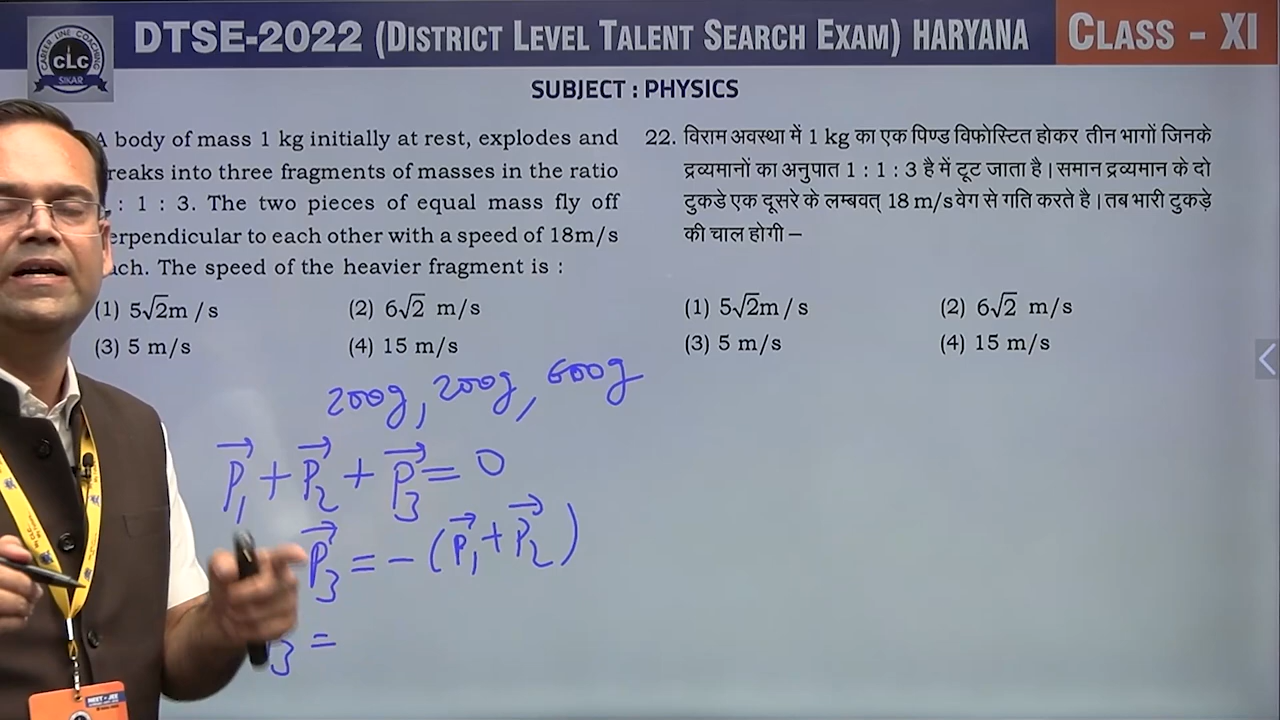 CAREER LINE COACHING
CLC
SIKAR
DTSE-2022 (DISTRICT LEVEL TALENT SEARCH EXAM) HARYANA
CLASS - XI
SUBJECT : PHYSICS
A body of mass 1 kg initially at rest, explodes and
reaks into three fragments of masses in the ratio
: 1 : 3. The two pieces of equal mass fly off
erpendicular to each other with a speed of 18m/s
ach. The speed of the heavier fragment is :
(1) 5√2m / s (2) 6√2 m/s
(3) 5 m/s (4) 15 m/s
22. विराम अवस्था में 1 kg का एक पिण्ड विफोस्टित होकर तीन भागों जिनके
द्रव्यमानों का अनुपात 1 : 1 : 3 है में टूट जाता है। समान द्रव्यमान के दो
टुकडे एक दूसरे के लम्बवत् 18 m/s वेग से गति करते है। तब भारी टुकड़े
की चाल होगी –
(1) 5√2m / s (2) 6√2 m/s
(3) 5 m/s (4) 15 m/s
200g, 200g, 600g
P⃗₁ + P⃗₂ + P⃗₃ = 0
P⃗₃ = - (P⃗₁ + P⃗₂)
₃ =
NEET • JEE